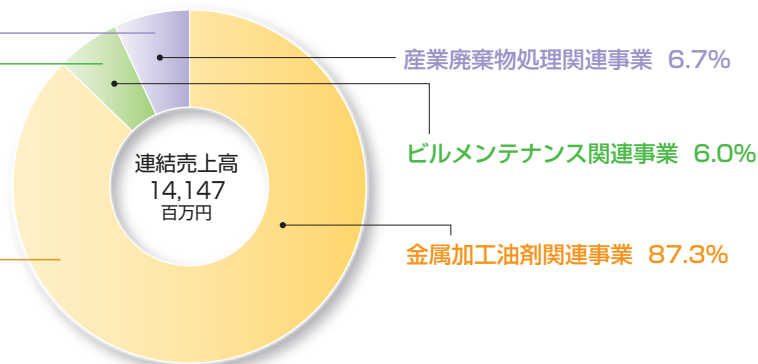 産業廃棄物処理関連事業 6.7%
ビルメンテナンス関連事業 6.0%
連結売上高
14,147
百万円
金属加工油剤関連事業 87.3%